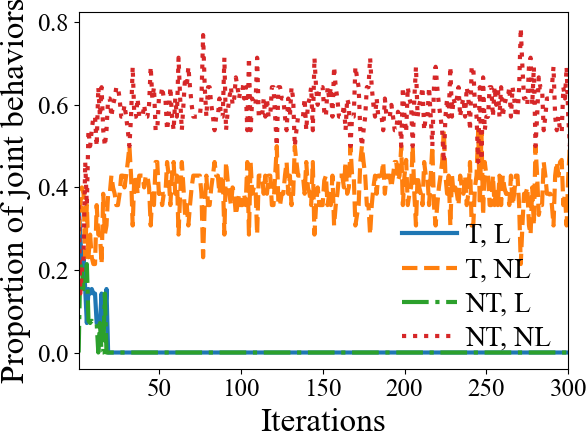 Proportion of joint behaviors
0.8
0.6
0.4
0.2
0.0
T, L
T, NL
NT, L
NT, NL
50
100
150
200
250
300
Iterations